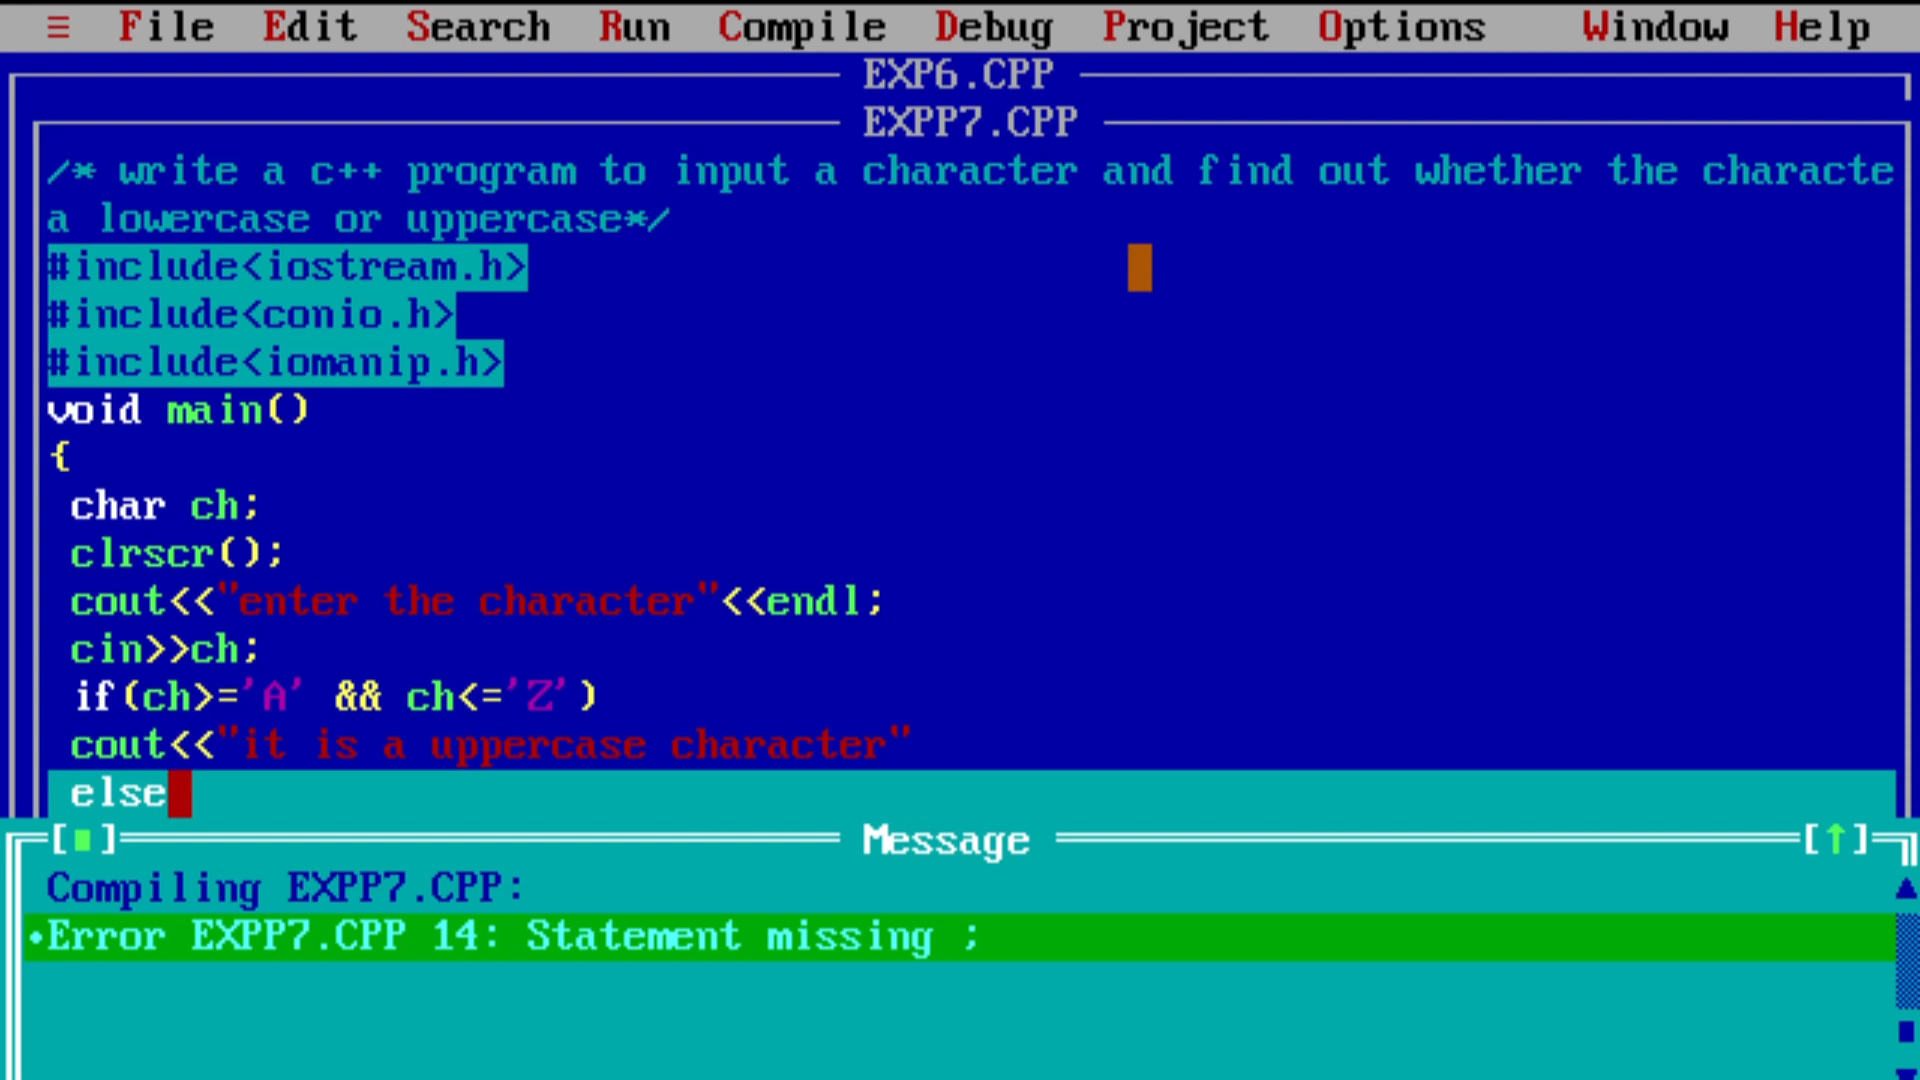 ≡ File Edit Search Run Compile Debug Project Options Window Help
EXP6.CPP
EXPP7.CPP
/* write a c++ program to input a character and find out whether the characte
a lowercase or uppercase*/
#include<iostream.h>
#include<conio.h>
#include<iomanip.h>
void main()
{
char ch;
clrscr();
cout<<"enter the character"<<endl;
cin>>ch;
if(ch>='A' && ch<='Z')
cout<<"it is a uppercase character"
else
[■] Message [↑]
Compiling EXPP7.CPP:
•Error EXPP7.CPP 14: Statement missing ;